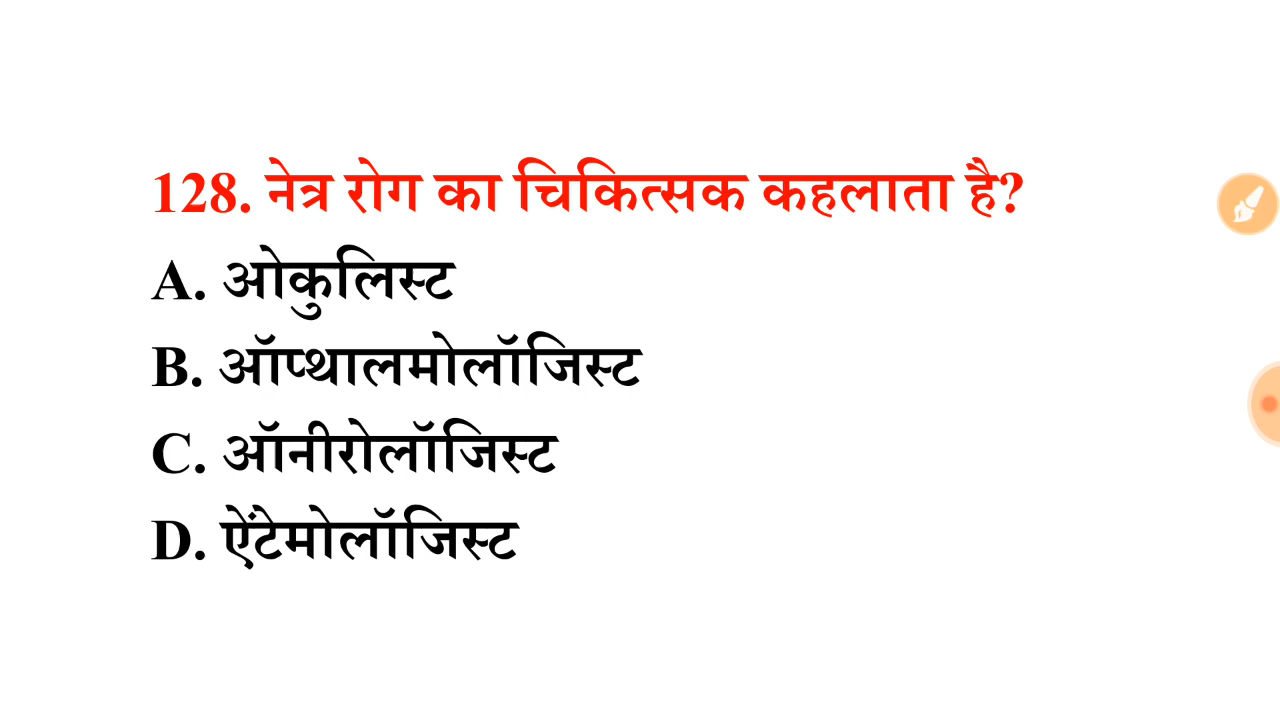 128. नेत्र रोग का चिकित्सक कहलाता है?
A. ओकुलिस्ट
B. ऑप्थालमोलॉजिस्ट
C. ऑनीरोलॉजिस्ट
D. ऐंटेमोलॉजिस्ट